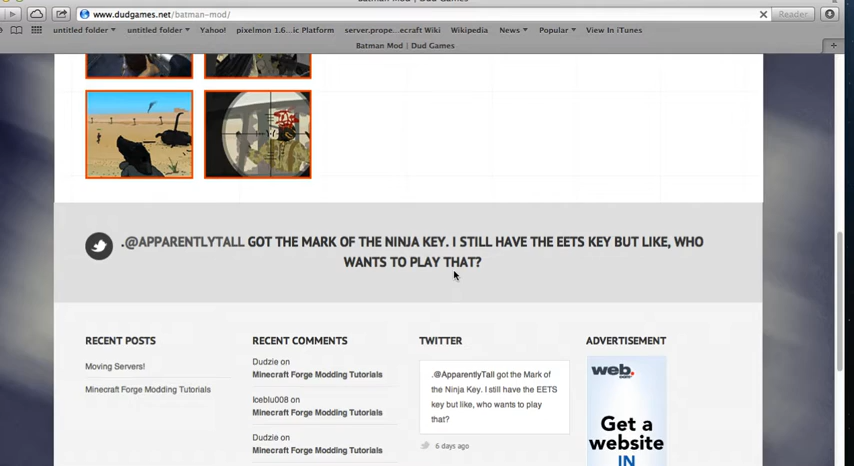 Batman Mod | Dud Games
www.dudgames.net/batman-mod/
Reader
untitled folder untitled folder Yahoo! pixelmon 1.6...ic Platform server.prope...ecraft Wiki Wikipedia News Popular View In iTunes
Batman Mod | Dud Games
.@APPARENTLYTALL GOT THE MARK OF THE NINJA KEY. I STILL HAVE THE EETS KEY BUT LIKE, WHO
WANTS TO PLAY THAT?
RECENT POSTS
Moving Servers!
Minecraft Forge Modding Tutorials
RECENT COMMENTS
Dudzie on
Minecraft Forge Modding Tutorials
Iceblu008 on
Minecraft Forge Modding Tutorials
Dudzie on
Minecraft Forge Modding Tutorials
TWITTER
.@ApparentlyTall got the Mark of
the Ninja Key. I still have the EETS
key but like, who wants to play
that?
6 days ago
ADVERTISEMENT
web.
Get a
website
IN